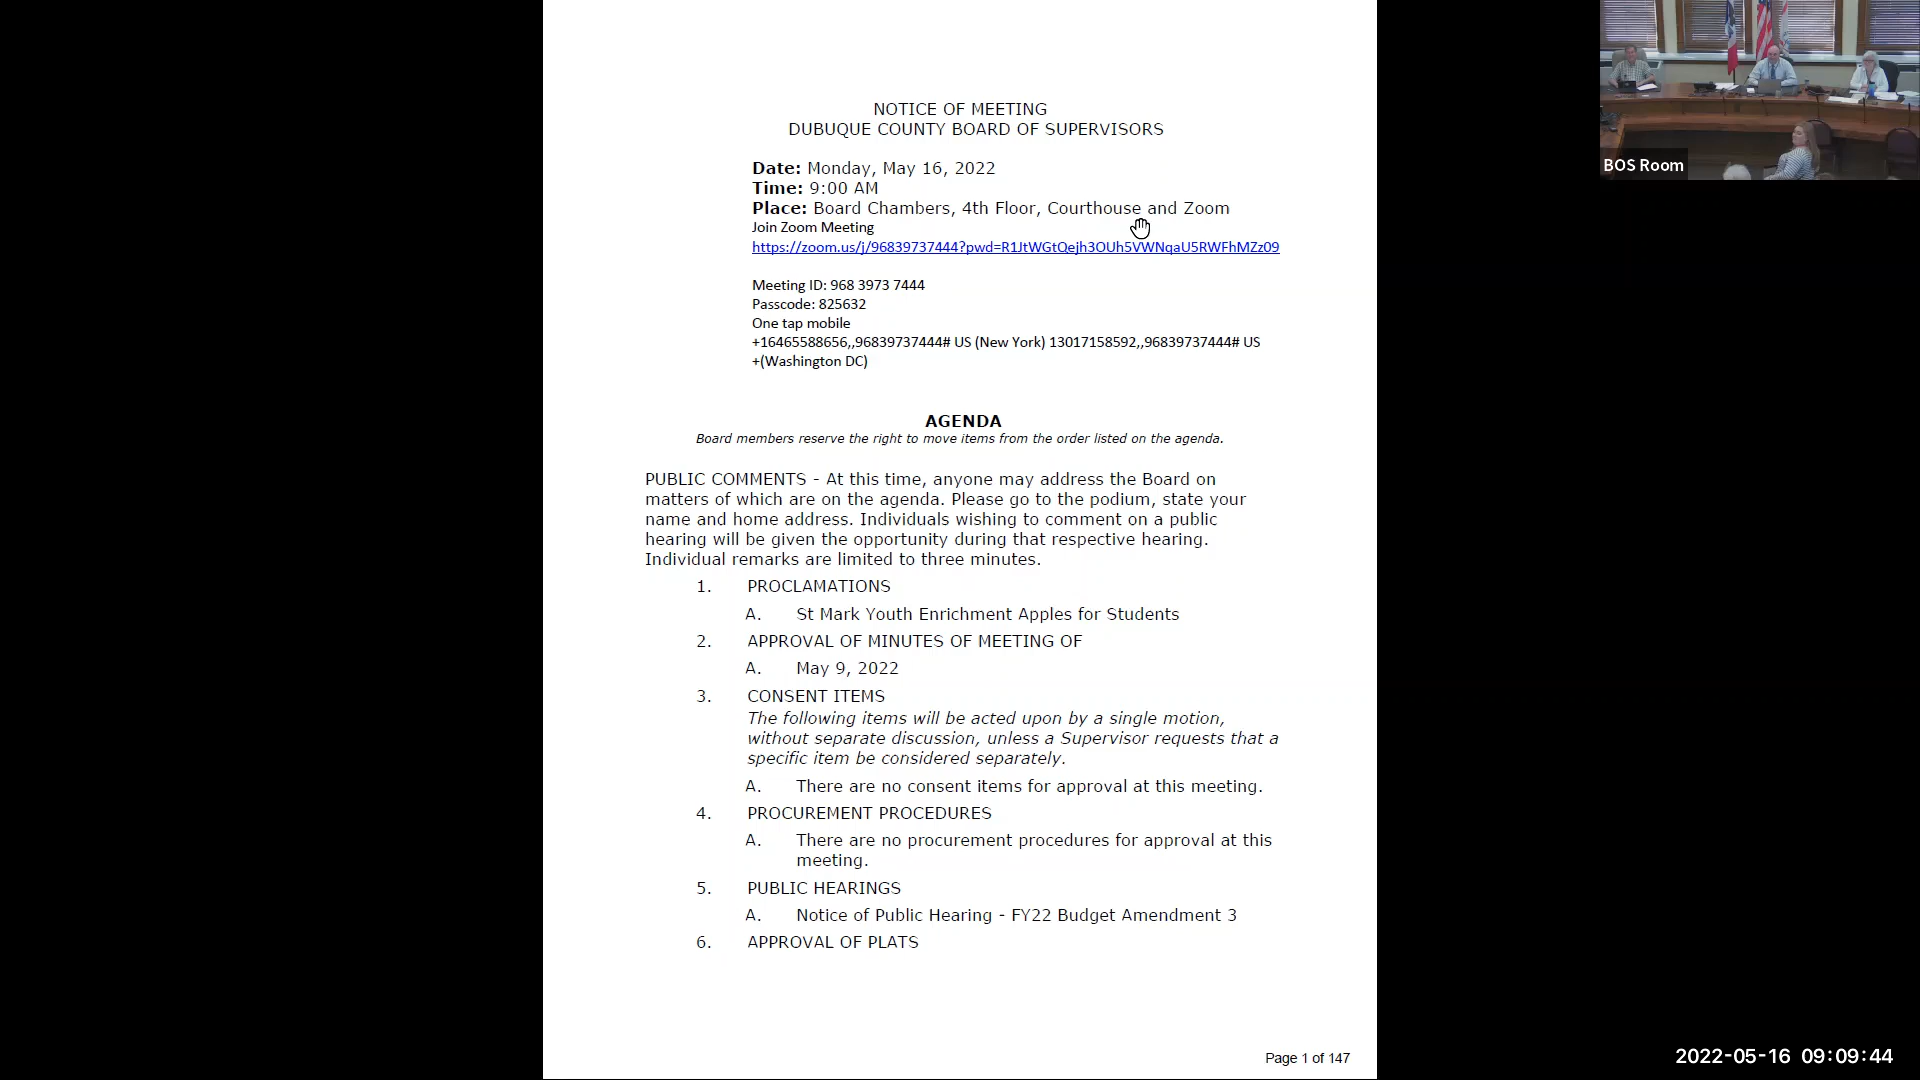 NOTICE OF MEETING
DUBUQUE COUNTY BOARD OF SUPERVISORS
Date: Monday, May 16, 2022
Time: 9:00 AM
Place: Board Chambers, 4th Floor, Courthouse and Zoom
Join Zoom Meeting
https://zoom.us/j/96839737444?pwd=R1JtWGtQejh3OUh5VWNqaU5RWFhMZz09
Meeting ID: 968 3973 7444
Passcode: 825632
One tap mobile
+16465588656,,96839737444# US (New York) 13017158592,,96839737444# US
+(Washington DC)
AGENDA
Board members reserve the right to move items from the order listed on the agenda.
PUBLIC COMMENTS - At this time, anyone may address the Board on
matters of which are on the agenda. Please go to the podium, state your
name and home address. Individuals wishing to comment on a public
hearing will be given the opportunity during that respective hearing.
Individual remarks are limited to three minutes.
1. PROCLAMATIONS
A. St Mark Youth Enrichment Apples for Students
2. APPROVAL OF MINUTES OF MEETING OF
A. May 9, 2022
3. CONSENT ITEMS
The following items will be acted upon by a single motion,
without separate discussion, unless a Supervisor requests that a
specific item be considered separately.
A. There are no consent items for approval at this meeting.
4. PROCUREMENT PROCEDURES
A. There are no procurement procedures for approval at this
meeting.
5. PUBLIC HEARINGS
A. Notice of Public Hearing - FY22 Budget Amendment 3
6. APPROVAL OF PLATS
Page 1 of 147
BOS Room
2022-05-16 09:09:44